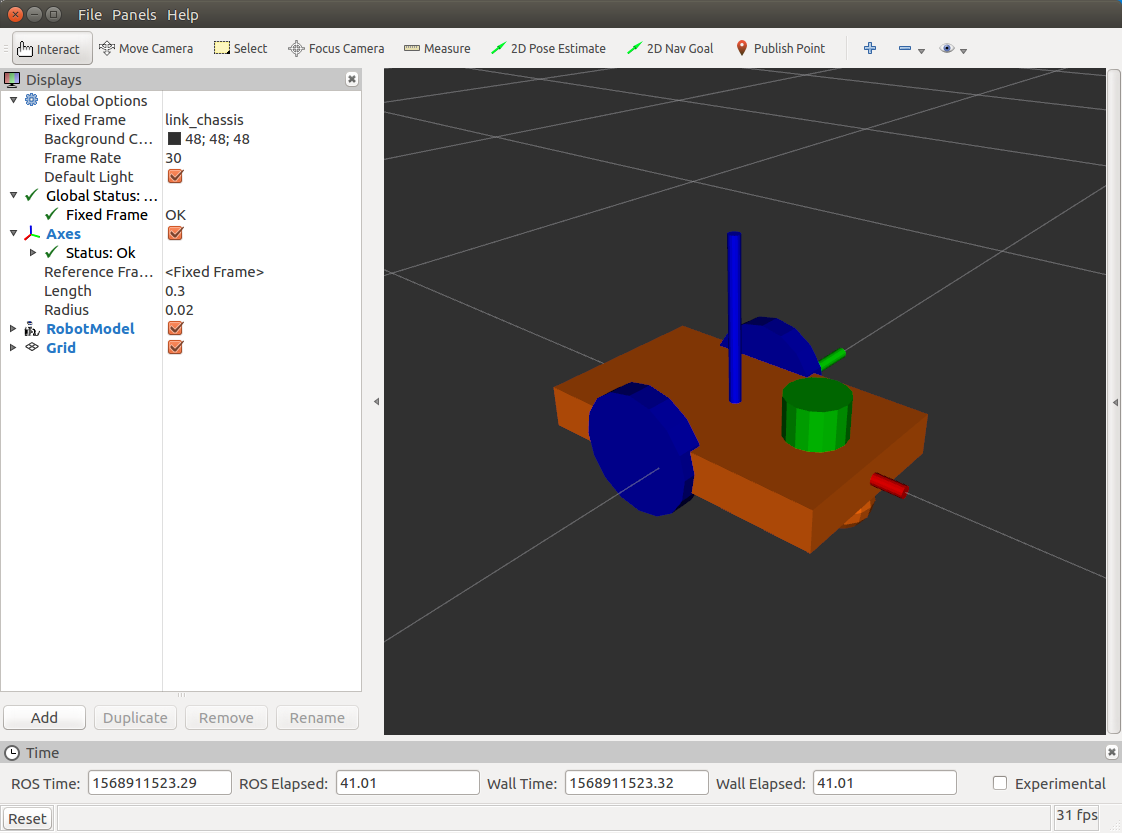 File Panels Help
Interact Move Camera Select Focus Camera Measure 2D Pose Estimate 2D Nav Goal Publish Point
Displays
Global Options
Fixed Frame link_chassis
Background C... 48; 48; 48
Frame Rate 30
Default Light
Global Status: ...
Fixed Frame OK
Axes
Status: Ok
Reference Fra... <Fixed Frame>
Length 0.3
Radius 0.02
RobotModel
Grid
Add Duplicate Remove Rename
Time
ROS Time: 1568911523.29 ROS Elapsed: 41.01 Wall Time: 1568911523.32 Wall Elapsed: 41.01 Experimental
Reset 31 fps